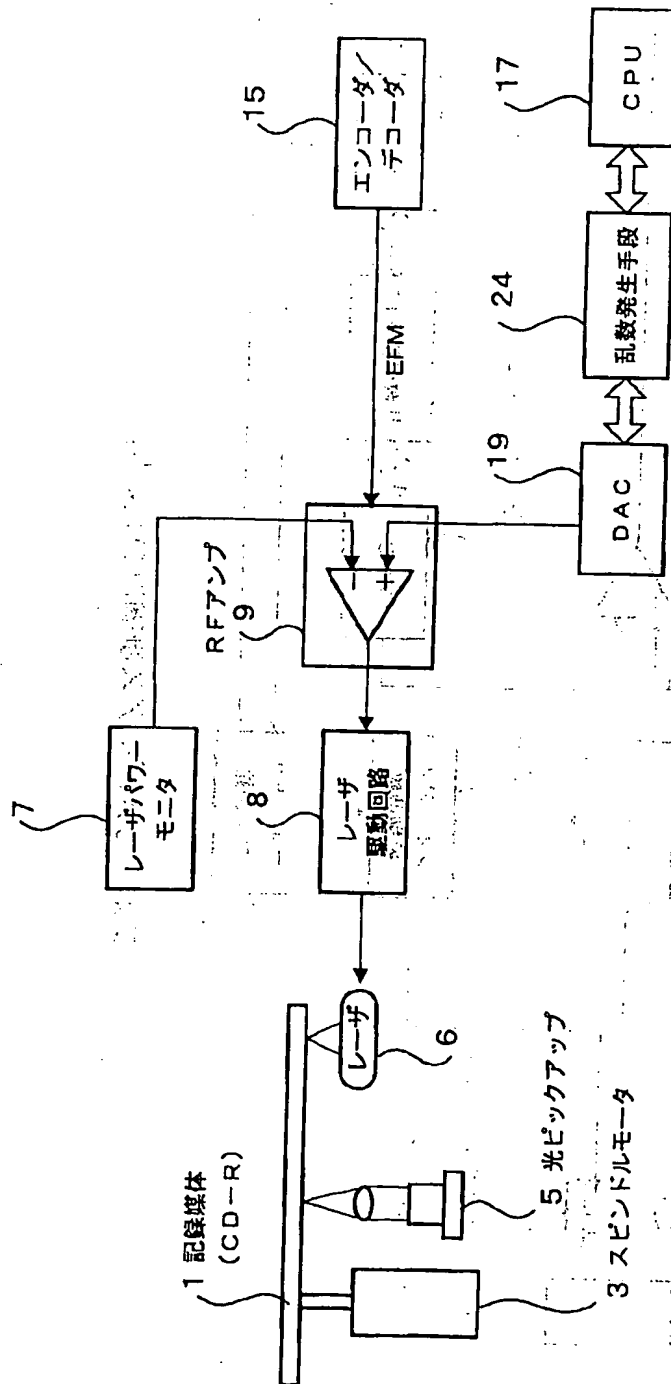 1 記録媒体
(CD-R)
3 スピンドルモータ
5 光ピックアップ
レーザ
6
7
レーザパワー
モニタ
8
レーザ
駆動回路
RFアンプ
9
-
+
EFM
15
エンコーダ/
デコーダ
19
DAC
24
乱数発生手段
17
CPU